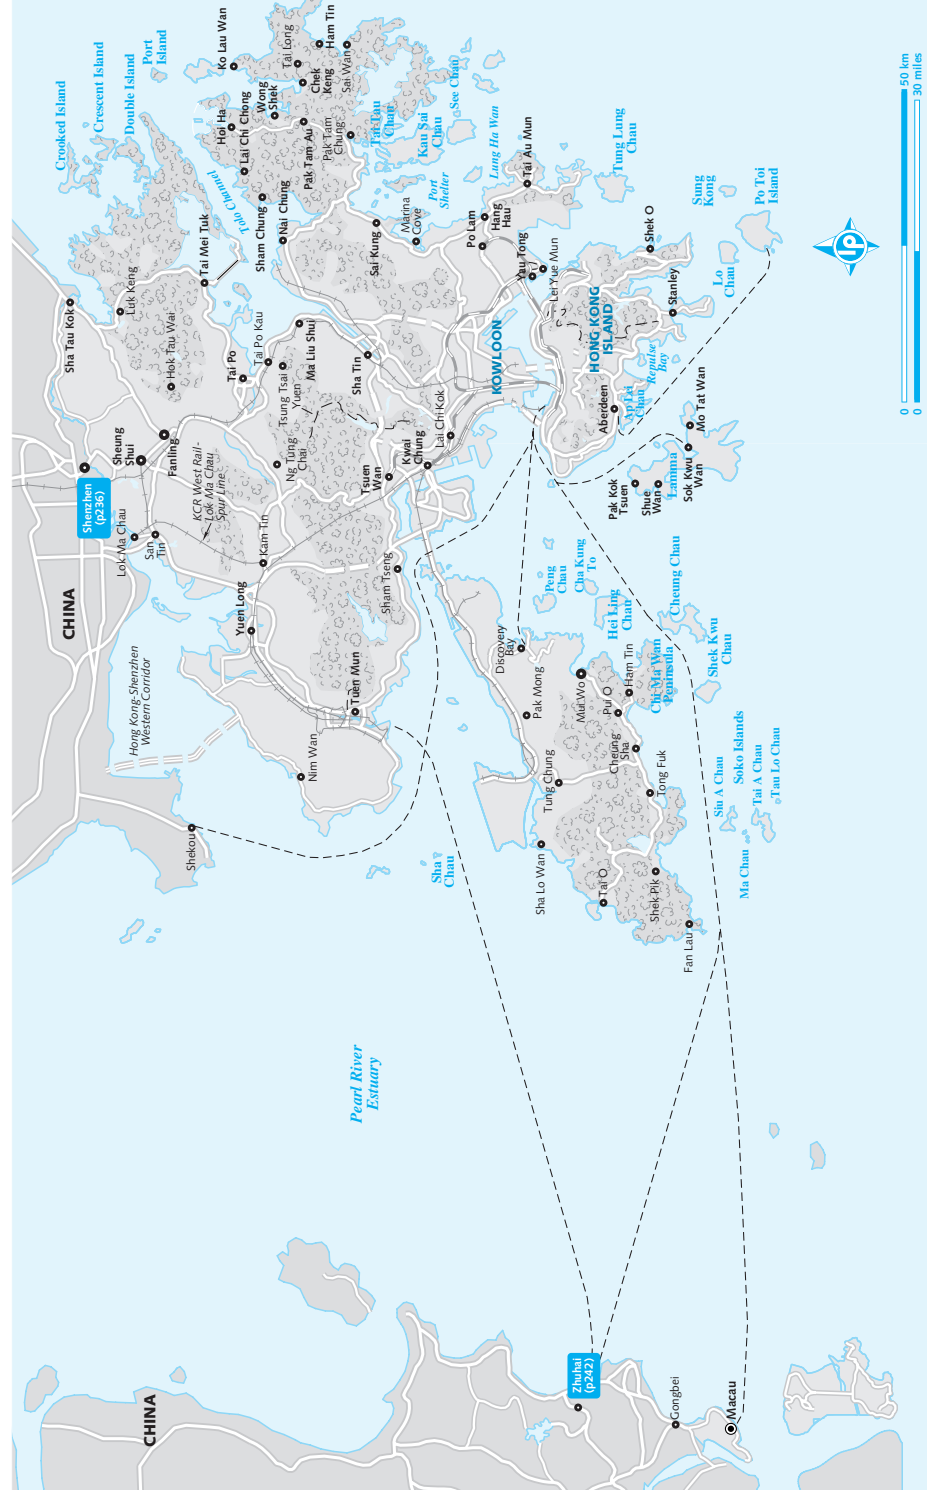 Crooked Island
Crescent Island
Double Island
Port
Island
Ko Lau Wan
Tai Long
Ham Tin
Sai Wan
Chek
Keng
Wong
Shek
Hoi Ha
Lai Chi Chong
Pak Tam Au
Pak Tam
Chung
Tai Tau
Chau
Kau Sai
Chau
See Chau
Lung Ha Wan
Port
Shelter
Tai Au Mun
Tung Lung
Chau
Sung
Kong
Po Toi
Island
Lo
Chau
Tolo Channel
Sham Chung
Nai Chung
Sai Kung
Marina
Cove
Po Lam
Hang
Hau
Yau Tong
Lei Yue Mun
Shek O
Stanley
Tai Mei Tuk
Luk Keng
Sha Tau Kok
Hok Tau Wai
Tai Po
Tai Po Kau
Tsung Tsai
Yuen
Ma Liu Shui
Sha Tin
KOWLOON
HONG KONG
ISLAND
Repulse
Bay
Aberdeen
Ap Lei
Chau
Mo Tat Wan
Sok Kwu
Wan
Lamma
Shue
Wan
Pak Kok
Tsuen
Sheung
Shui
Fanling
Shenzhen
(p236)
Lok Ma Chau
San
Tin
KCR West Rail-
Lok Ma Chau
Spur Line
Ng Tung
Chai
Kam Tin
Tsuen
Wan
Kwai
Chung
Lai Chi Kok
Sham Tseng
CHINA
Yuen Long
Hong Kong-Shenzhen
Western Corridor
Tuen Mun
Nim Wan
Shekou
Sha
Chau
Discovery
Bay
Peng
Chau
Cha Kung
To
Hei Ling
Chau
Cheung Chau
Shek Kwu
Chau
Chi Ma Wan
Peninsula
Ham Tin
Pui O
Mui Wo
Pak Mong
Tung Chung
Cheung
Sha
Tong Fuk
Sha Lo Wan
Tai O
Shek Pik
Fan Lau
Siu A Chau
Soko Islands
Tai A Chau
Tau Lo Chau
Ma Chau
Pearl River
Estuary
CHINA
Zhuhai
(p242)
Gongbei
Macau
0
50 km
0
30 miles
lp